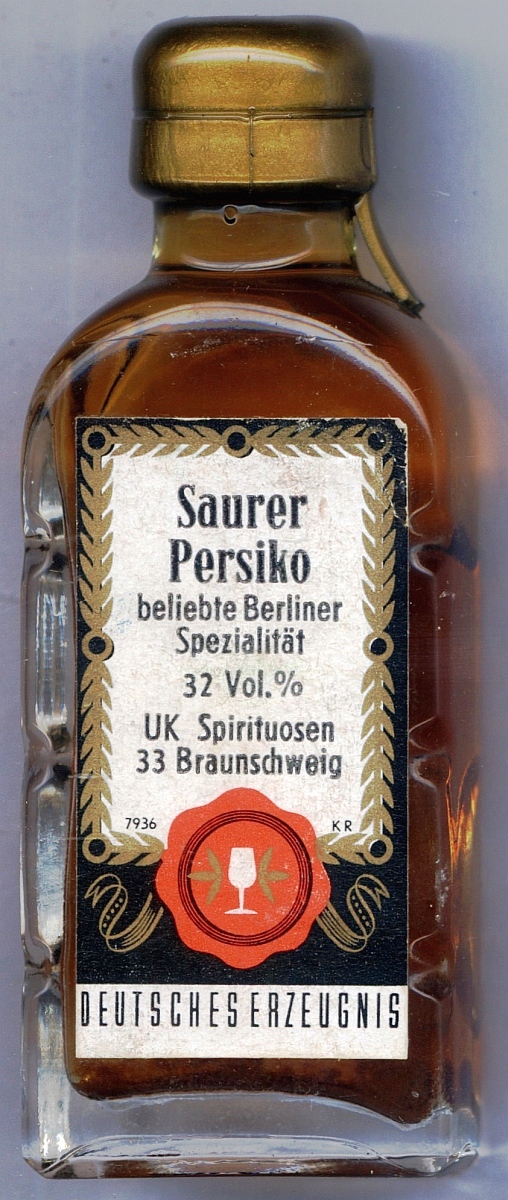 Saurer
Persiko
beliebte Berliner
Spezialität
32 Vol.%
UK Spirituosen
33 Braunschweig
7936 KR
DEUTSCHES ERZEUGNIS